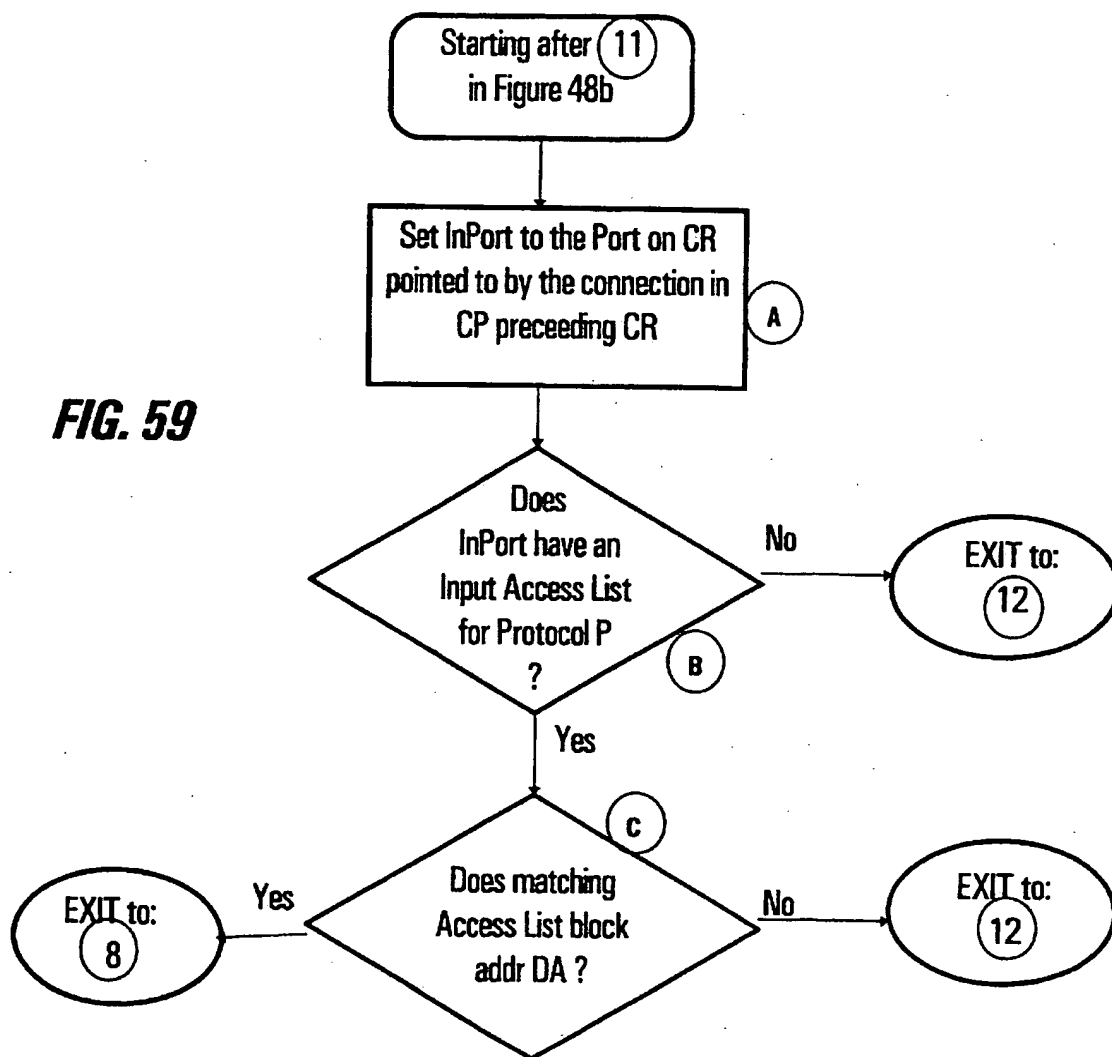 Starting after 11
in Figure 48b
Set InPort to the Port on CR
pointed to by the connection in
CP preceeding CR
A
FIG. 59
Does
InPort have an
Input Access List
for Protocol P
?
B
No
EXIT to:
12
Yes
C
Does matching
Access List block
addr DA ?
Yes
EXIT to:
8
No
EXIT to:
12